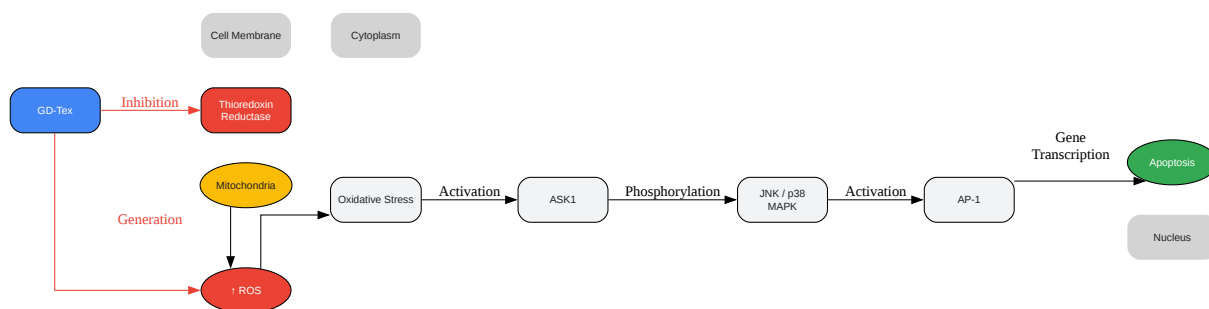 Cell Membrane
Cytoplasm
GD-Tex
Inhibition
Thioredoxin
Reductase
Mitochondria
Generation
↑ ROS
Oxidative Stress
Activation
ASK1
Phosphorylation
JNK / p38
MAPK
Activation
AP-1
Gene
Transcription
Apoptosis
Nucleus